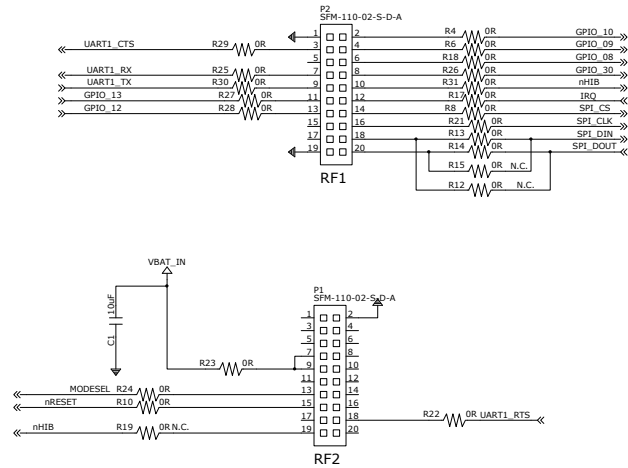 P2
SFM-110-02-S-D-A
1 2 R4 0R GPIO_10
UART1_CTS R29 0R 3 4 R6 0R GPIO_09
5 6 R18 0R GPIO_08
UART1_RX R25 0R 7 8 R26 0R GPIO_30
UART1_TX R30 0R 9 10 R31 0R nHIB
GPIO_13 R27 0R 11 12 R17 0R IRQ
GPIO_12 R28 0R 13 14 R8 0R SPI_CS
15 16 R21 0R SPI_CLK
17 18 R13 0R SPI_DIN
19 20 R14 0R SPI_DOUT
R15 0R N.C.
RF1
R12 0R N.C.
VBAT_IN
P1
SFM-110-02-S-D-A
10uF
C1
1 2
3 4
5 6
7 8
R23 0R 9 10
11 12
MODESEL R24 0R 13 14
nRESET R10 0R 15 16
17 18 R22 0R UART1_RTS
nHIB R19 0R N.C. 19 20
RF2